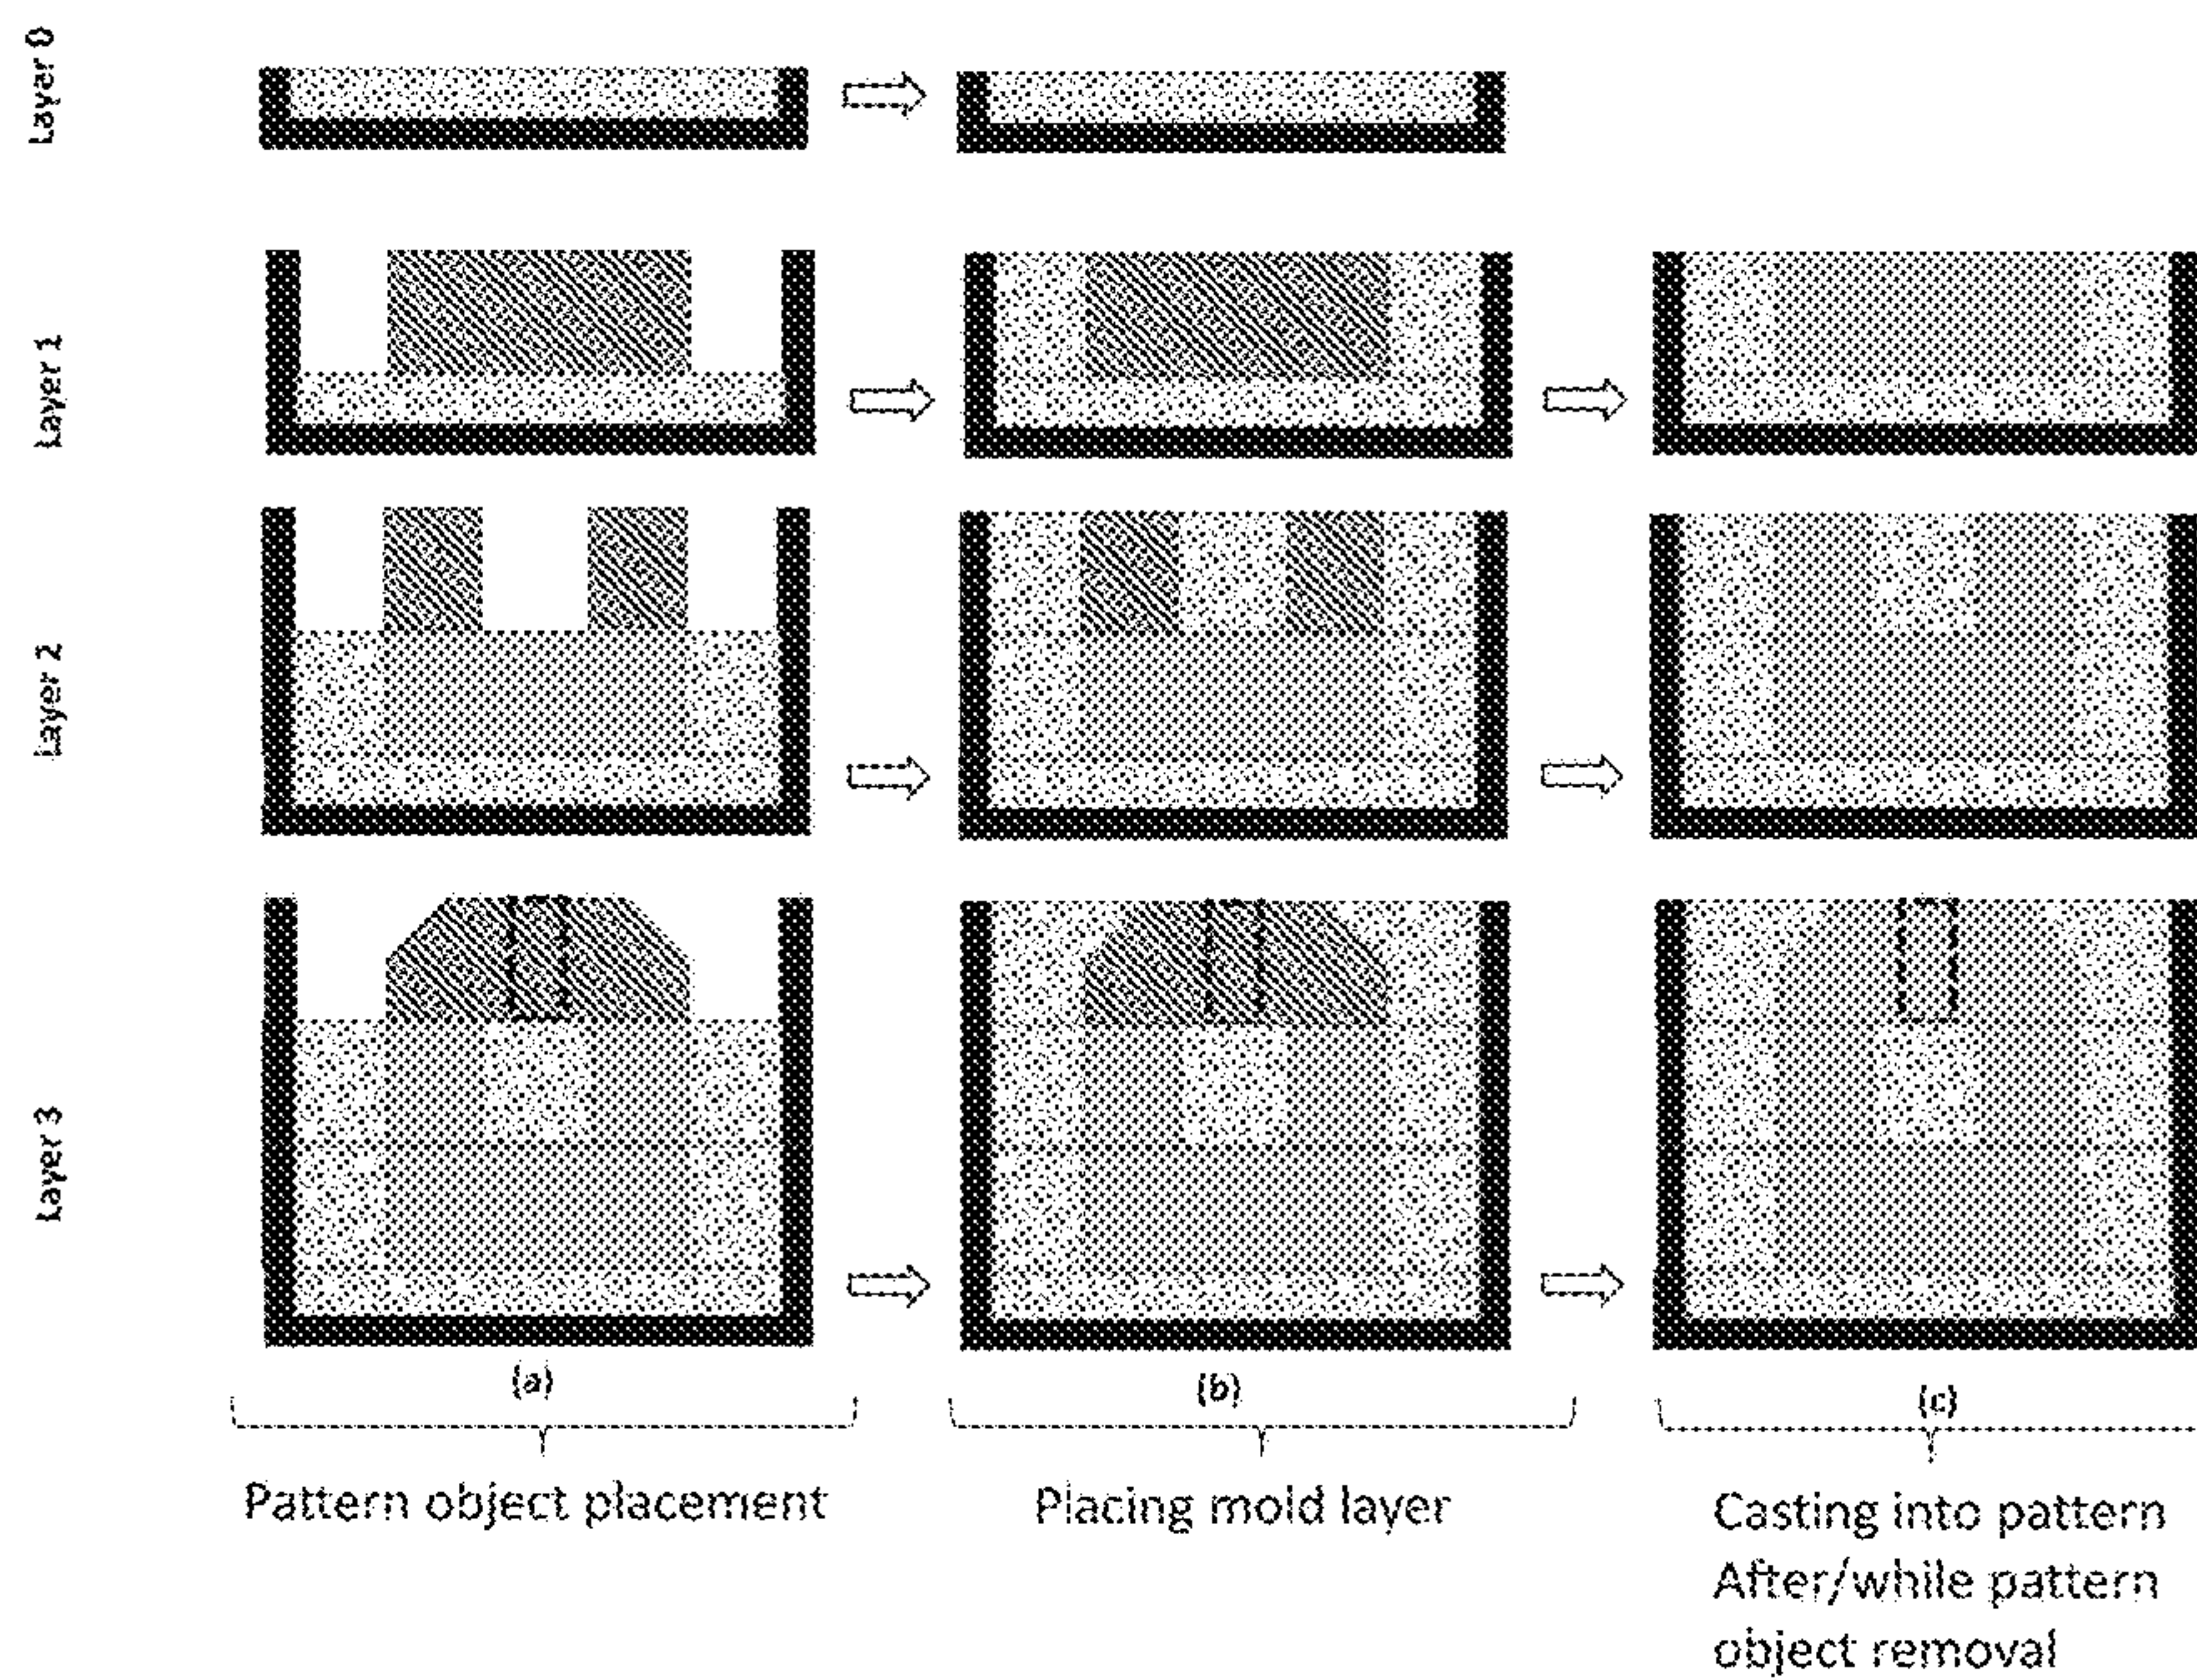 Layer 0
Layer 1
Layer 2
Layer 3
(a)
(b)
(c)
Pattern object placement
Placing mold layer
Casting into pattern
After/while pattern
object removal